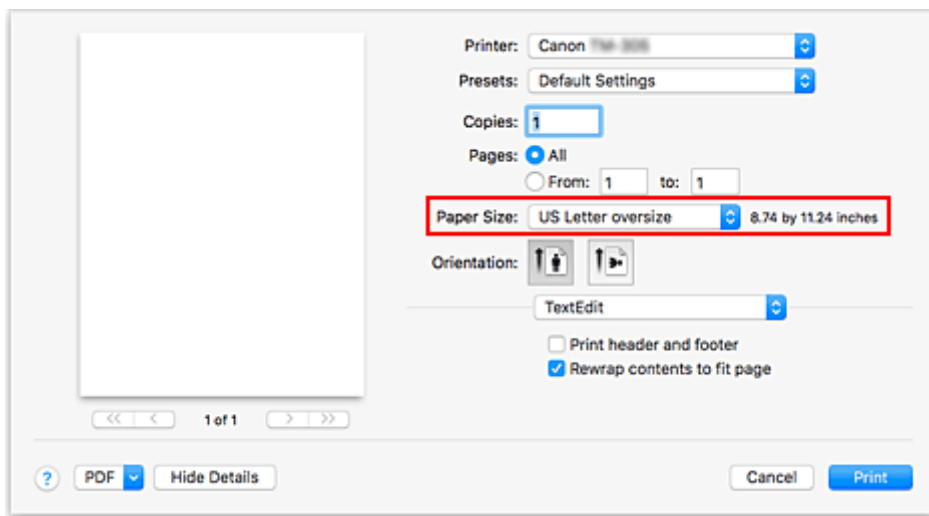 Printer: Canon
Presets: Default Settings
Copies: 1
Pages: All
From: 1 to: 1
Paper Size: US Letter oversize 8.74 by 11.24 inches
Orientation:
TextEdit
Print header and footer
Rewrap contents to fit page
<< < 1 of 1 > >>
? PDF Hide Details Cancel Print